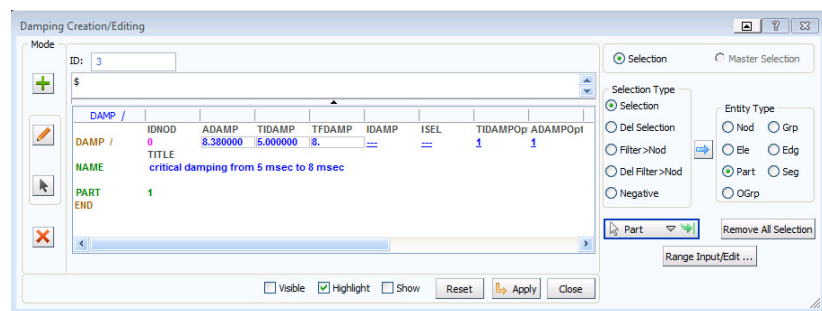 Damping Creation/Editing
Mode
ID: 3
$
DAMP /
IDNOD ADAMP TIDAMP TFDAMP IDAMP ISEL TIDAMPOp ADAMPOpt
DAMP / 0 8.380000 5.000000 8. --- --- 1 1
TITLE
NAME critical damping from 5 msec to 8 msec
PART 1
END
Visible Highlight Show Reset Apply Close
Selection Master Selection
Selection Type
Selection
Del Selection
Filter>Nod
Del Filter>Nod
Negative
Entity Type
Nod Grp
Ele Edg
Part Seg
OGrp
Part Remove All Selection
Range Input/Edit ...